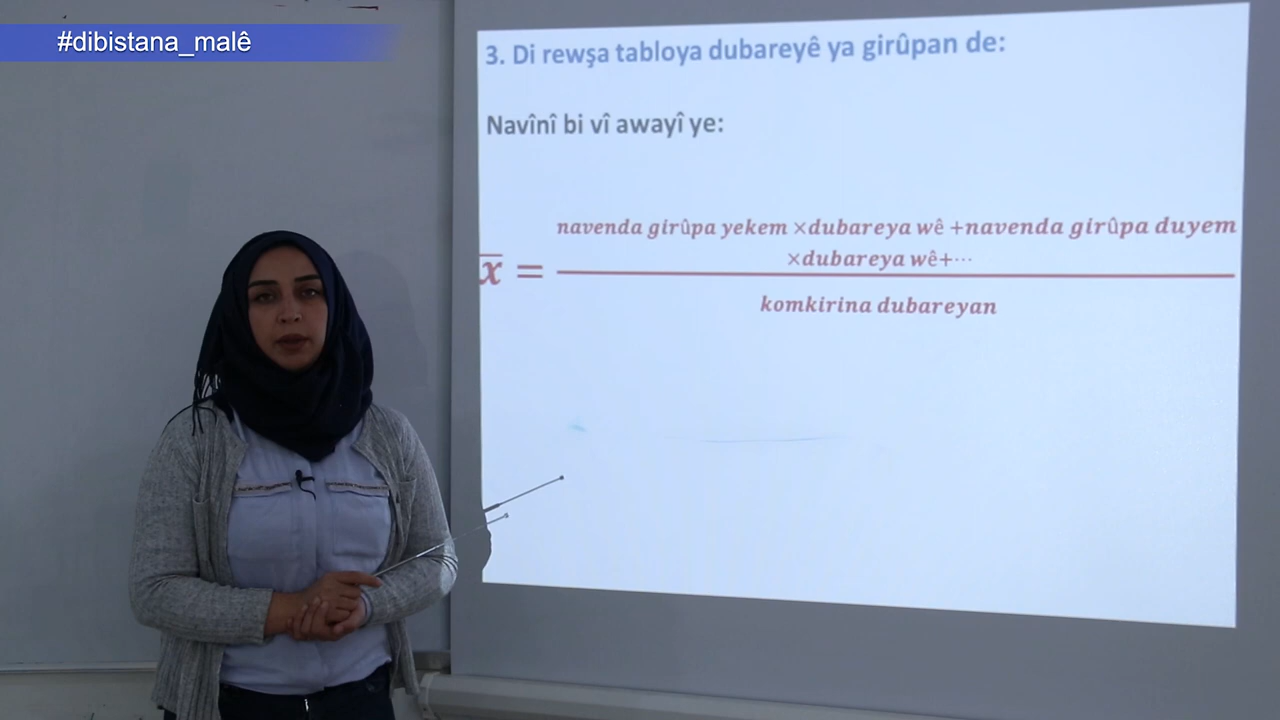 #dibistana_malê
3. Di rewşa tabloya dubareyê ya girûpan de:
Navînî bi vî awayî ye:
navenda girûpa yekem ×dubareya wê +navenda girûpa duyem
×dubareya wê+⋯
x̅ =
komkirina dubareyan